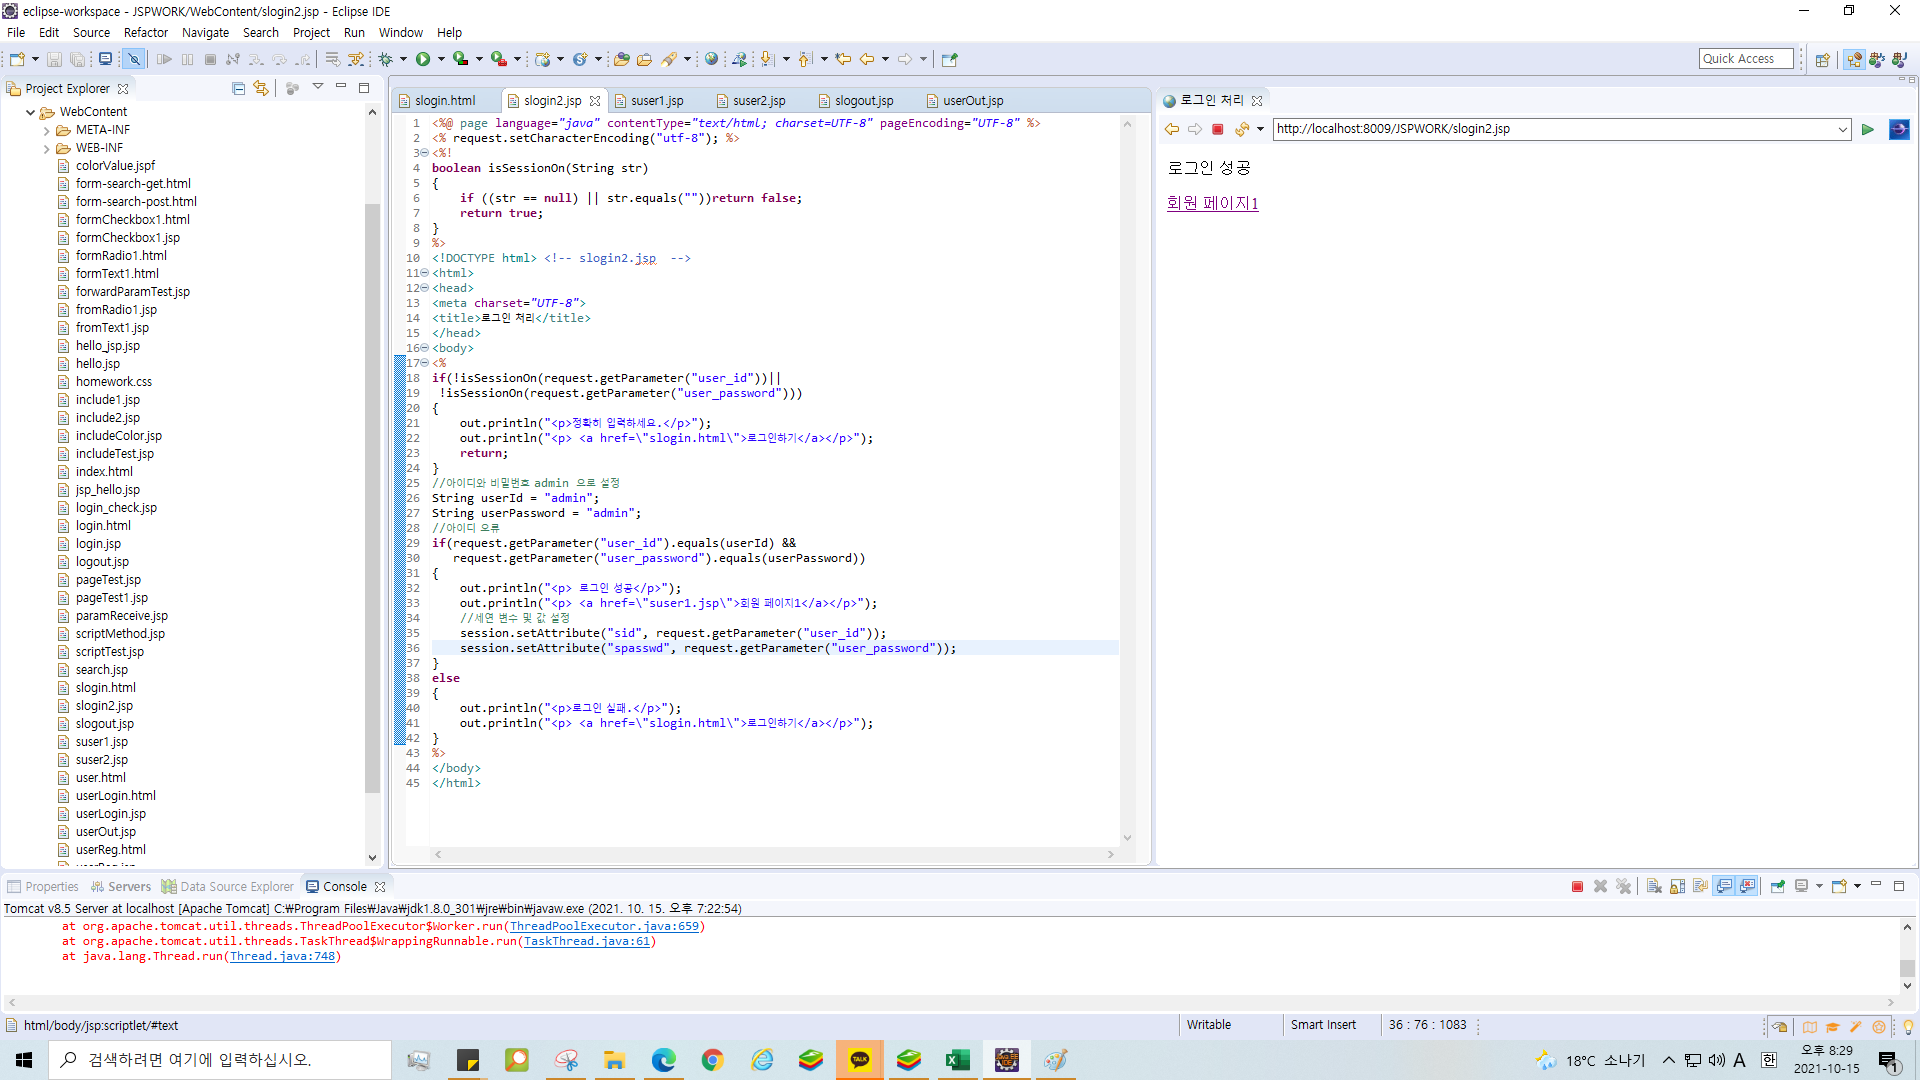 eclipse-workspace - JSPWORK/WebContent/slogin2.jsp - Eclipse IDE
File Edit Source Refactor Navigate Search Project Run Window Help
Quick Access
Project Explorer
WebContent
META-INF
WEB-INF
colorValue.jspf
form-search-get.html
form-search-post.html
formCheckbox1.html
formCheckbox1.jsp
formRadio1.html
formText1.html
forwardParamTest.jsp
fromRadio1.jsp
fromText1.jsp
hello_jsp.jsp
hello.jsp
homework.css
include1.jsp
include2.jsp
includeColor.jsp
includeTest.jsp
index.html
jsp_hello.jsp
login_check.jsp
login.html
login.jsp
logout.jsp
pageTest.jsp
pageTest1.jsp
paramReceive.jsp
scriptMethod.jsp
scriptTest.jsp
search.jsp
slogin.html
slogin2.jsp
slogout.jsp
suser1.jsp
suser2.jsp
user.html
userLogin.html
userLogin.jsp
userOut.jsp
userReg.html
slogin.html slogin2.jsp suser1.jsp suser2.jsp slogout.jsp userOut.jsp
1 <%@ page language="java" contentType="text/html; charset=UTF-8" pageEncoding="UTF-8" %>
2 <% request.setCharacterEncoding("utf-8"); %>
3 <%!
4 boolean isSessionOn(String str)
5 {
6 if ((str == null) || str.equals(""))return false;
7 return true;
8 }
9 %>
10 <!DOCTYPE html> <!-- slogin2.jsp -->
11 <html>
12 <head>
13 <meta charset="UTF-8">
14 <title>로그인 처리</title>
15 </head>
16 <body>
17 <%
18 if(!isSessionOn(request.getParameter("user_id"))||
19 !isSessionOn(request.getParameter("user_password")))
20 {
21 out.println("<p>정확히 입력하세요.</p>");
22 out.println("<p> <a href=\"slogin.html\">로그인하기</a></p>");
23 return;
24 }
25 //아이디와 비밀번호 admin 으로 설정
26 String userId = "admin";
27 String userPassword = "admin";
28 //아이디 오류
29 if(request.getParameter("user_id").equals(userId) &&
30 request.getParameter("user_password").equals(userPassword))
31 {
32 out.println("<p> 로그인 성공</p>");
33 out.println("<p> <a href=\"suser1.jsp\">회원 페이지1</a></p>");
34 //세연 변수 및 값 설정
35 session.setAttribute("sid", request.getParameter("user_id"));
36 session.setAttribute("spasswd", request.getParameter("user_password"));
37 }
38 else
39 {
40 out.println("<p>로그인 실패.</p>");
41 out.println("<p> <a href=\"slogin.html\">로그인하기</a></p>");
42 }
43 %>
44 </body>
45 </html>
로그인 처리
http://localhost:8009/JSPWORK/slogin2.jsp
로그인 성공
회원 페이지1
Properties Servers Data Source Explorer Console
Tomcat v8.5 Server at localhost [Apache Tomcat] C:₩Program Files₩Java₩jdk1.8.0_301₩jre₩bin₩javaw.exe (2021. 10. 15. 오후 7:22:54)
at org.apache.tomcat.util.threads.ThreadPoolExecutor$Worker.run(ThreadPoolExecutor.java:659)
at org.apache.tomcat.util.threads.TaskThread$WrappingRunnable.run(TaskThread.java:61)
at java.lang.Thread.run(Thread.java:748)
html/body/jsp:scriptlet/#text
Writable Smart Insert 36 : 76 : 1083
검색하려면 여기에 입력하십시오.
TALK
18°C 소나기
A 한
오후 8:29
2021-10-15
1